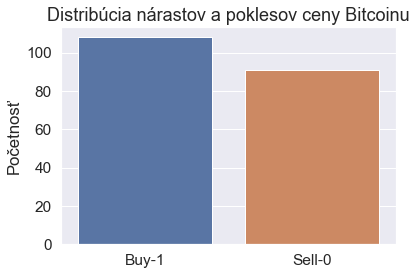 Distribúcia nárastov a poklesov ceny Bitcoinu
Početnosť
100
80
60
40
20
0
Buy-1
Sell-0